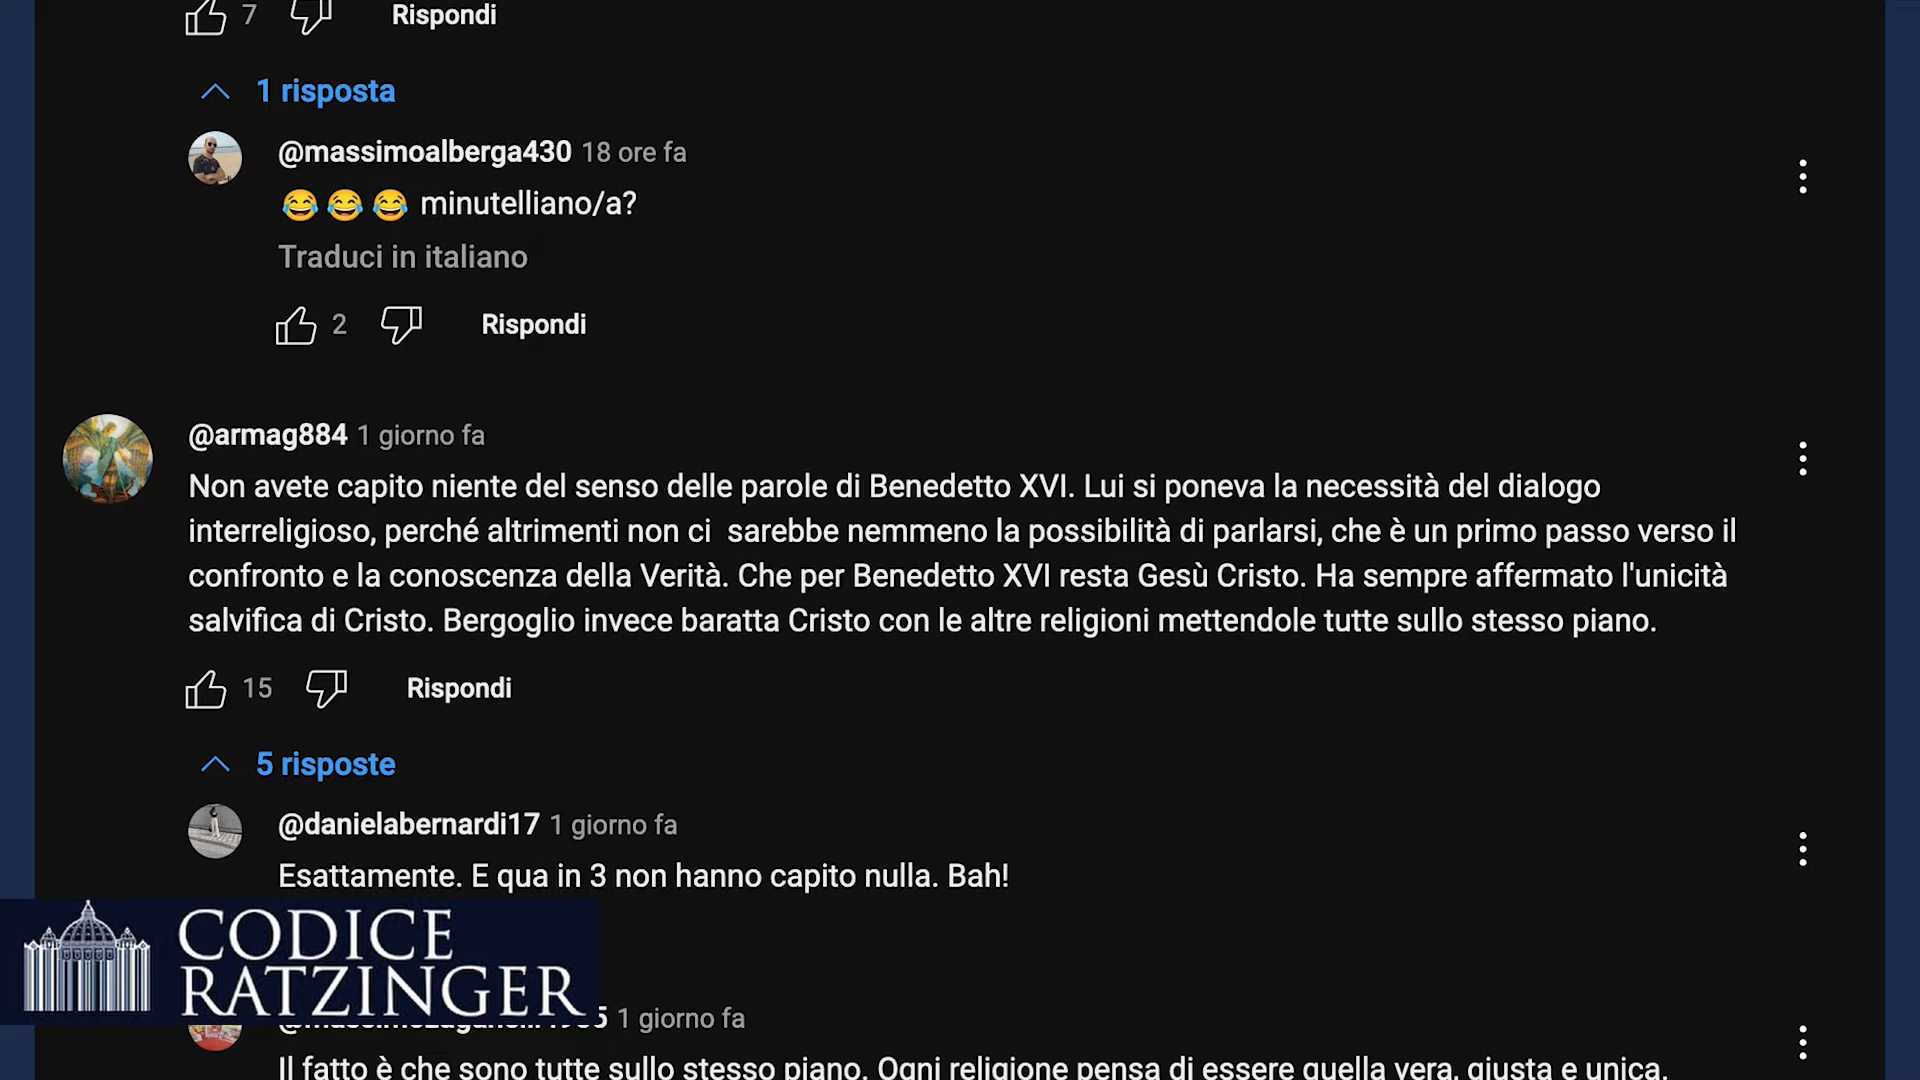 7 Rispondi
1 risposta
@massimoalberga430 18 ore fa
😂😂😂 minutelliano/a?
Traduci in italiano
2 Rispondi
@armag884 1 giorno fa
Non avete capito niente del senso delle parole di Benedetto XVI. Lui si poneva la necessità del dialogo
interreligioso, perché altrimenti non ci sarebbe nemmeno la possibilità di parlarsi, che è un primo passo verso il
confronto e la conoscenza della Verità. Che per Benedetto XVI resta Gesù Cristo. Ha sempre affermato l'unicità
salvifica di Cristo. Bergoglio invece baratta Cristo con le altre religioni mettendole tutte sullo stesso piano.
15 Rispondi
5 risposte
@danielabernardi17 1 giorno fa
Esattamente. E qua in 3 non hanno capito nulla. Bah!
CODICE
RATZINGER
1 giorno fa
Il fatto è che sono tutte sullo stesso piano. Ogni religione pensa di essere quella vera, giusta e unica.